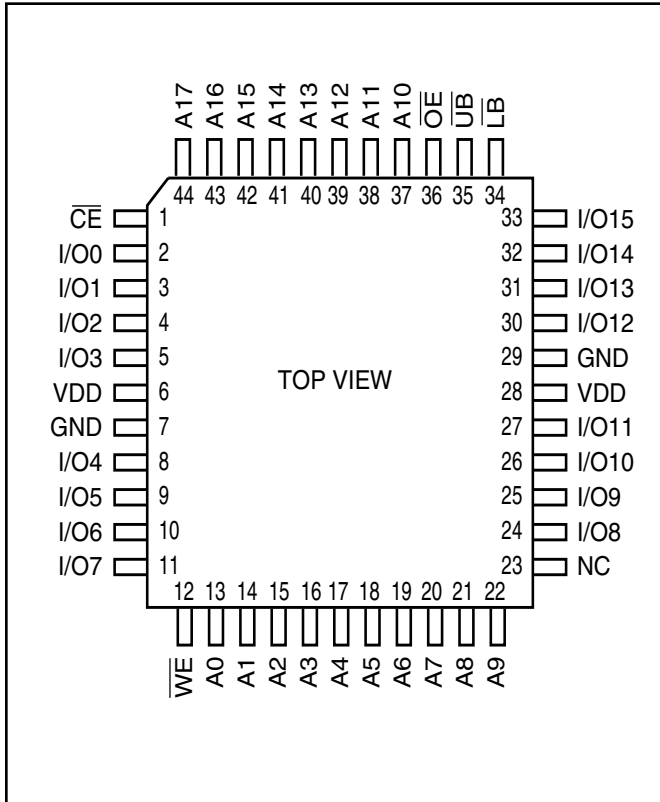 A17 A16 A15 A14 A13 A12 A11 A10 OE UB LB
44 43 42 41 40 39 38 37 36 35 34
CE 1 33 I/O15
I/O0 2 32 I/O14
I/O1 3 31 I/O13
I/O2 4 30 I/O12
I/O3 5 29 GND
TOP VIEW
VDD 6 28 VDD
GND 7 27 I/O11
I/O4 8 26 I/O10
I/O5 9 25 I/O9
I/O6 10 24 I/O8
I/O7 11 23 NC
12 13 14 15 16 17 18 19 20 21 22
WE A0 A1 A2 A3 A4 A5 A6 A7 A8 A9